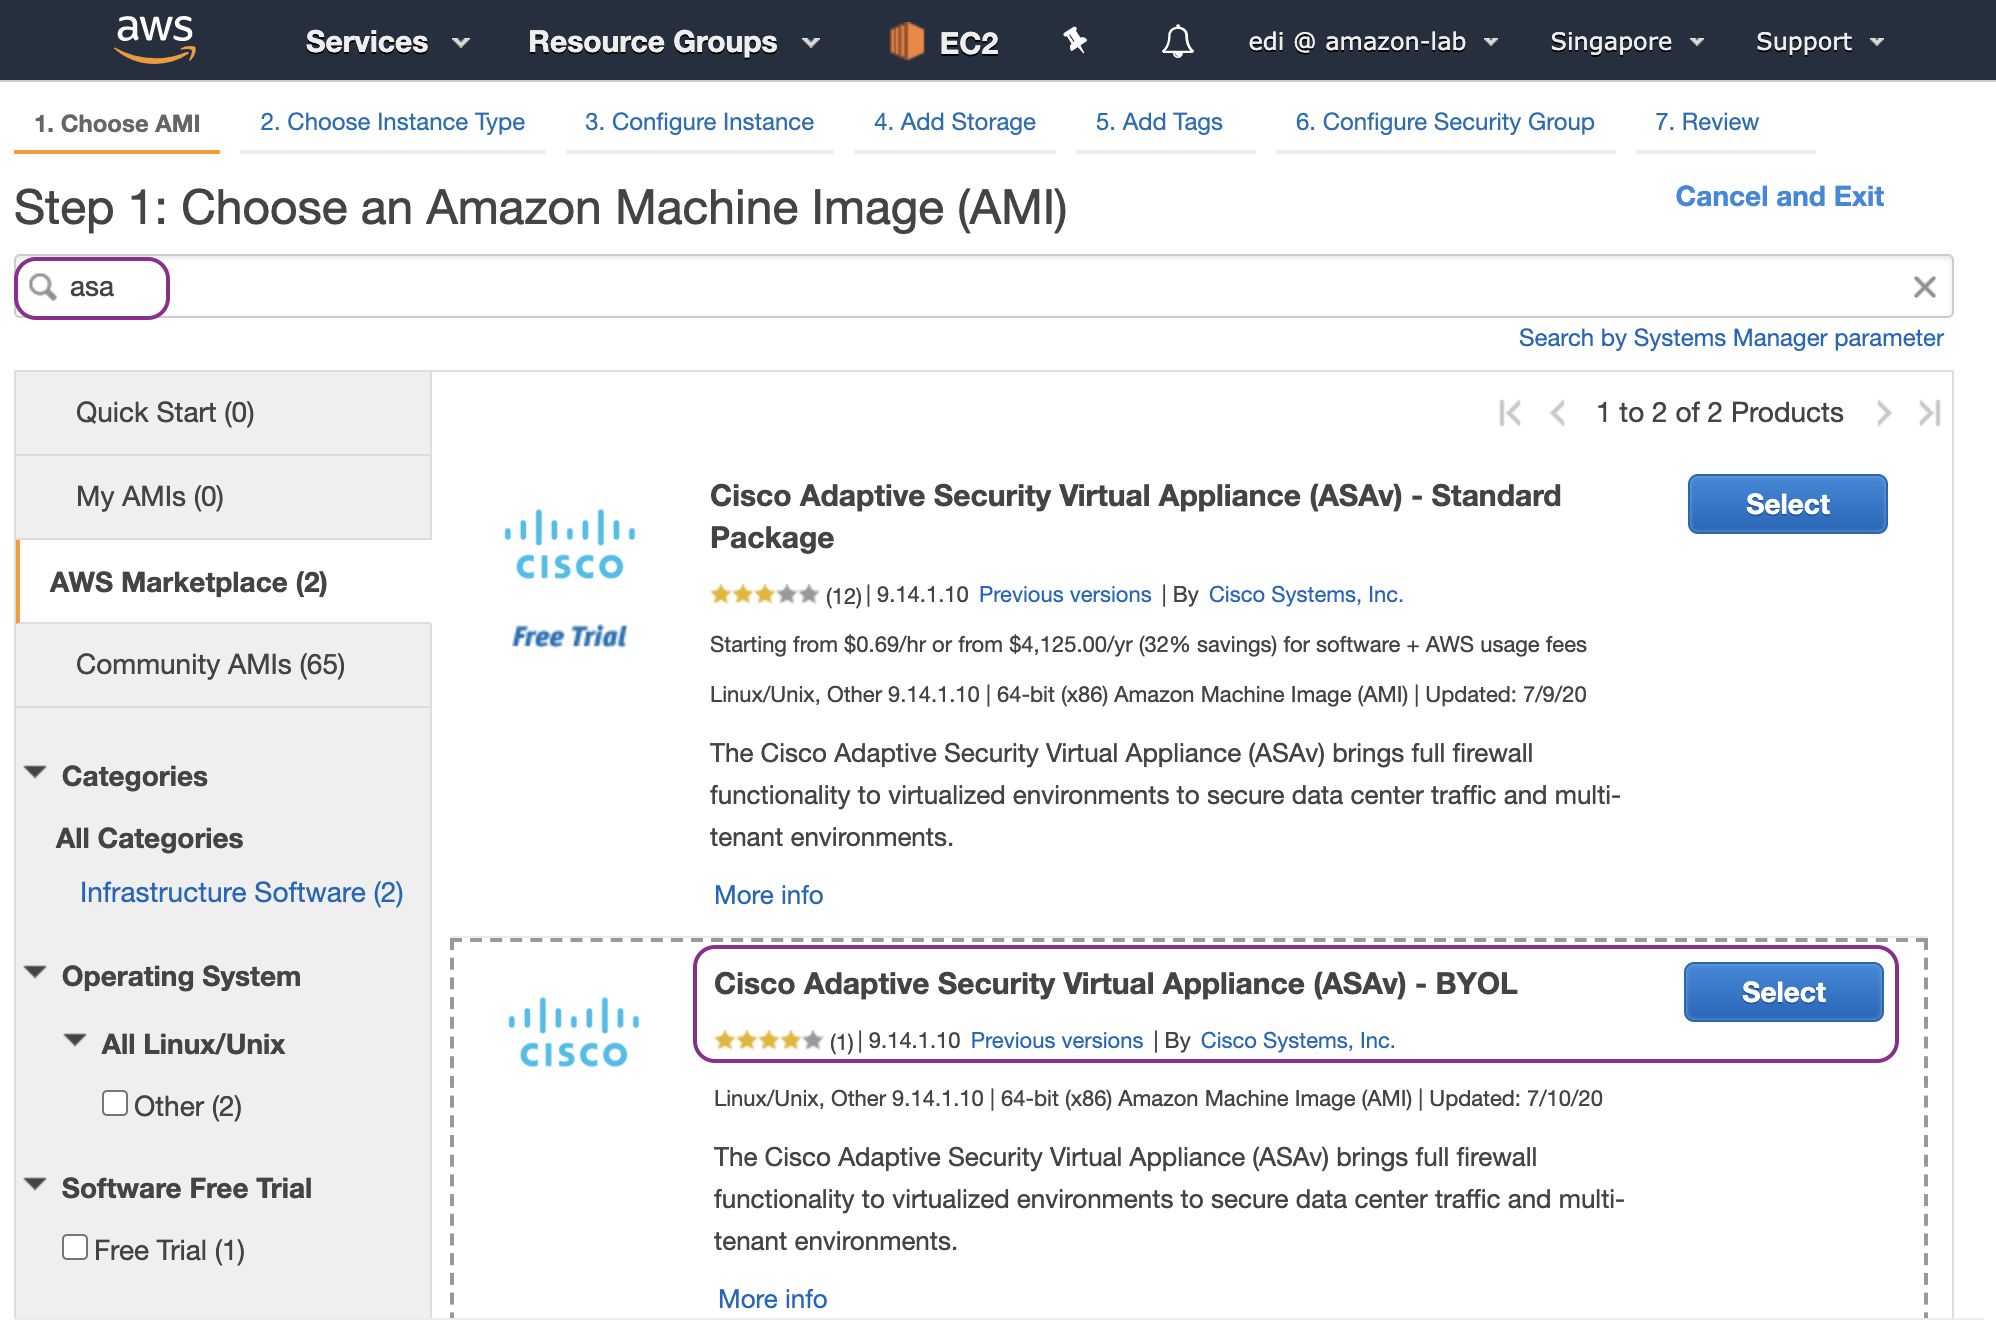 aws
Services
Resource Groups
EC2
edi @ amazon-lab
Singapore
Support
1. Choose AMI
2. Choose Instance Type
3. Configure Instance
4. Add Storage
5. Add Tags
6. Configure Security Group
7. Review
Step 1: Choose an Amazon Machine Image (AMI)
Cancel and Exit
asa
Search by Systems Manager parameter
Quick Start (0)
My AMIs (0)
AWS Marketplace (2)
Community AMIs (65)
Categories
All Categories
Infrastructure Software (2)
Operating System
All Linux/Unix
Other (2)
Software Free Trial
Free Trial (1)
1 to 2 of 2 Products
CISCO
Free Trial
Cisco Adaptive Security Virtual Appliance (ASAv) - Standard
Package
Select
(12) | 9.14.1.10 Previous versions | By Cisco Systems, Inc.
Starting from $0.69/hr or from $4,125.00/yr (32% savings) for software + AWS usage fees
Linux/Unix, Other 9.14.1.10 | 64-bit (x86) Amazon Machine Image (AMI) | Updated: 7/9/20
The Cisco Adaptive Security Virtual Appliance (ASAv) brings full firewall
functionality to virtualized environments to secure data center traffic and multi-
tenant environments.
More info
CISCO
Cisco Adaptive Security Virtual Appliance (ASAv) - BYOL
Select
(1) | 9.14.1.10 Previous versions | By Cisco Systems, Inc.
Linux/Unix, Other 9.14.1.10 | 64-bit (x86) Amazon Machine Image (AMI) | Updated: 7/10/20
The Cisco Adaptive Security Virtual Appliance (ASAv) brings full firewall
functionality to virtualized environments to secure data center traffic and multi-
tenant environments.
More info